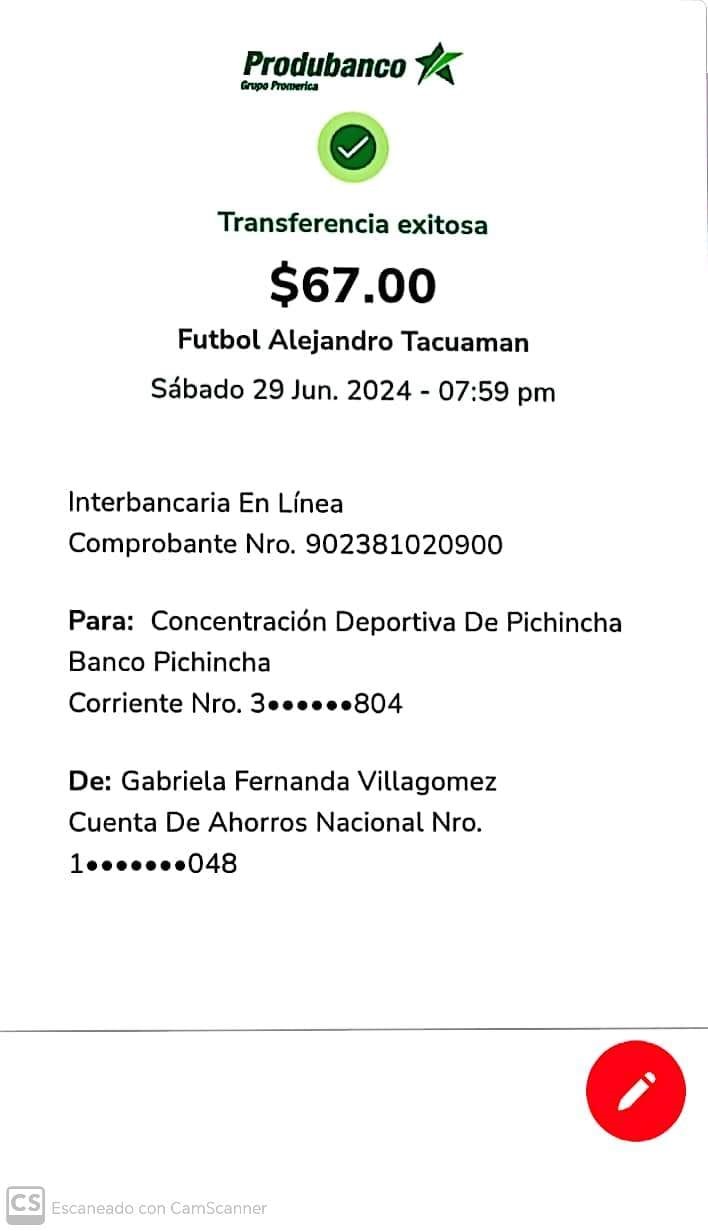 Produbanco
Grupo Promerica
Transferencia exitosa
$67.00
Futbol Alejandro Tacuaman
Sábado 29 Jun. 2024 - 07:59 pm
Interbancaria En Línea
Comprobante Nro. 902381020900
Para: Concentración Deportiva De Pichincha
Banco Pichincha
Corriente Nro. 3●●●●●●804
De: Gabriela Fernanda Villagomez
Cuenta De Ahorros Nacional Nro.
1●●●●●●●048
CS Escaneado con CamScanner